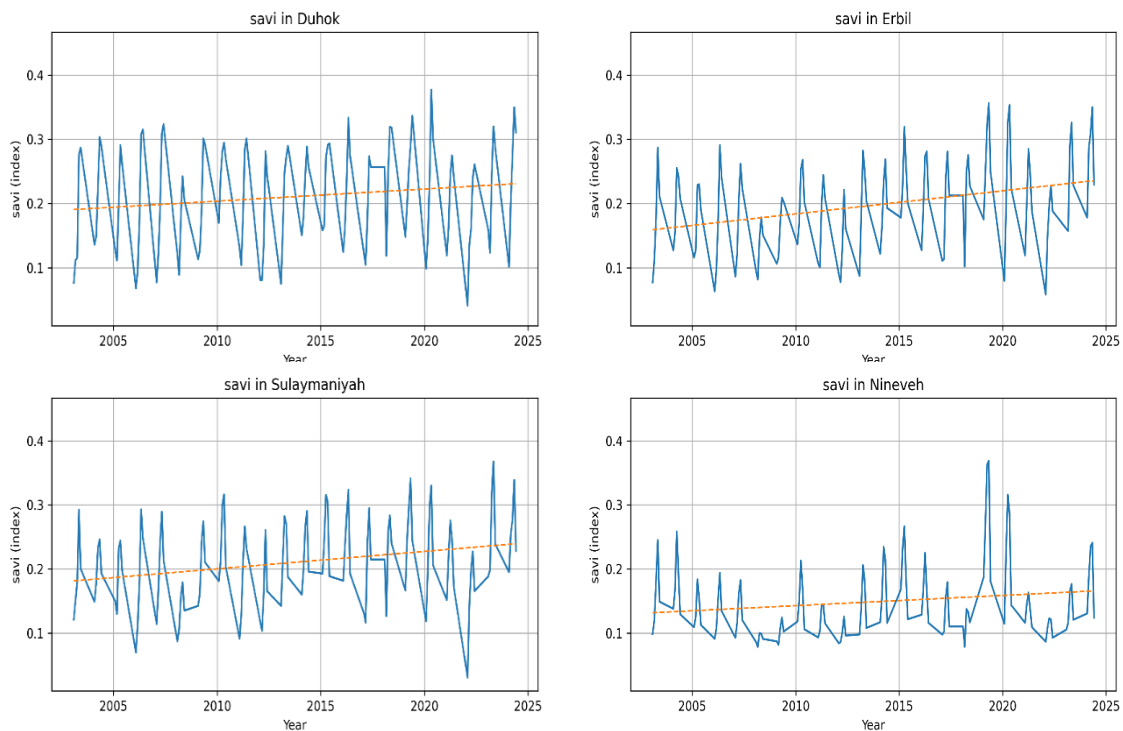 savi in Duhok
savi (index)
0.4
0.3
0.2
0.1
2005 2010 2015 2020 2025
Year
savi in Erbil
savi (index)
0.4
0.3
0.2
0.1
2005 2010 2015 2020 2025
Year
savi in Sulaymaniyah
savi (index)
0.4
0.3
0.2
0.1
2005 2010 2015 2020 2025
Year
savi in Nineveh
savi (index)
0.4
0.3
0.2
0.1
2005 2010 2015 2020 2025
Year